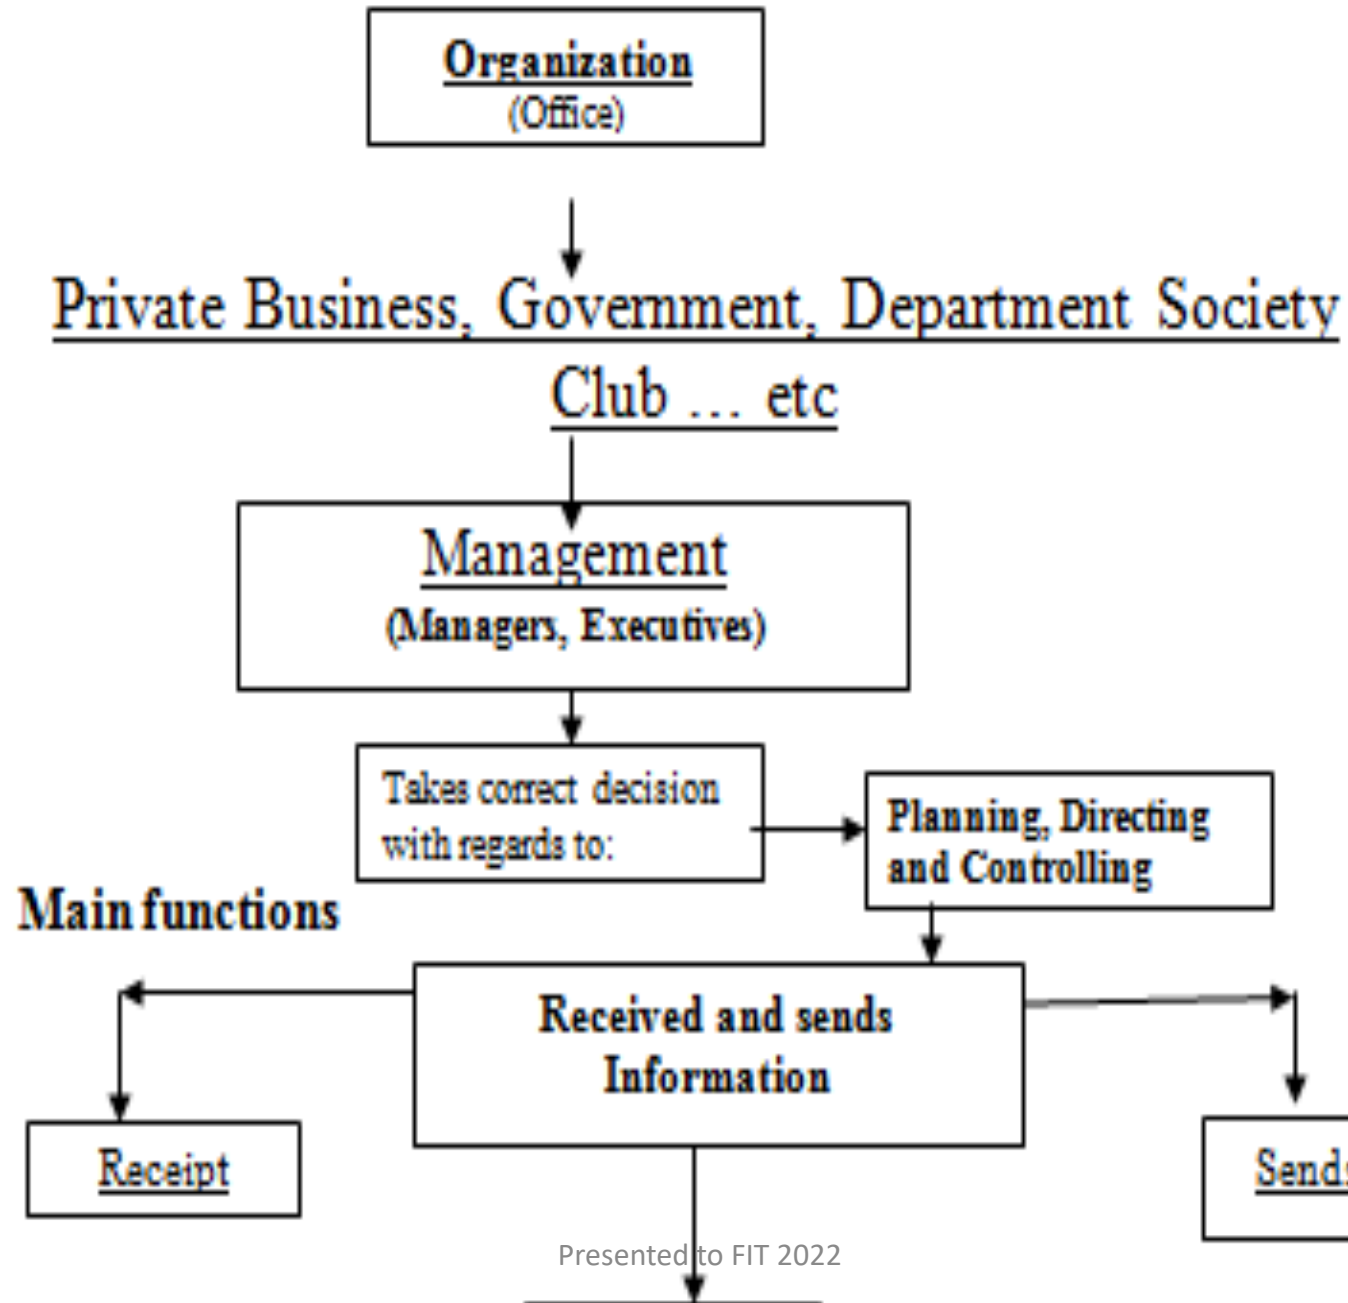 Organization
(Office)
Private Business, Government, Department Society
Club ... etc
Management
(Managers, Executives)
Takes correct decision
with regards to:
Planning, Directing
and Controlling
Main functions
Received and sends
Information
Receipt
Presented to FIT 2022